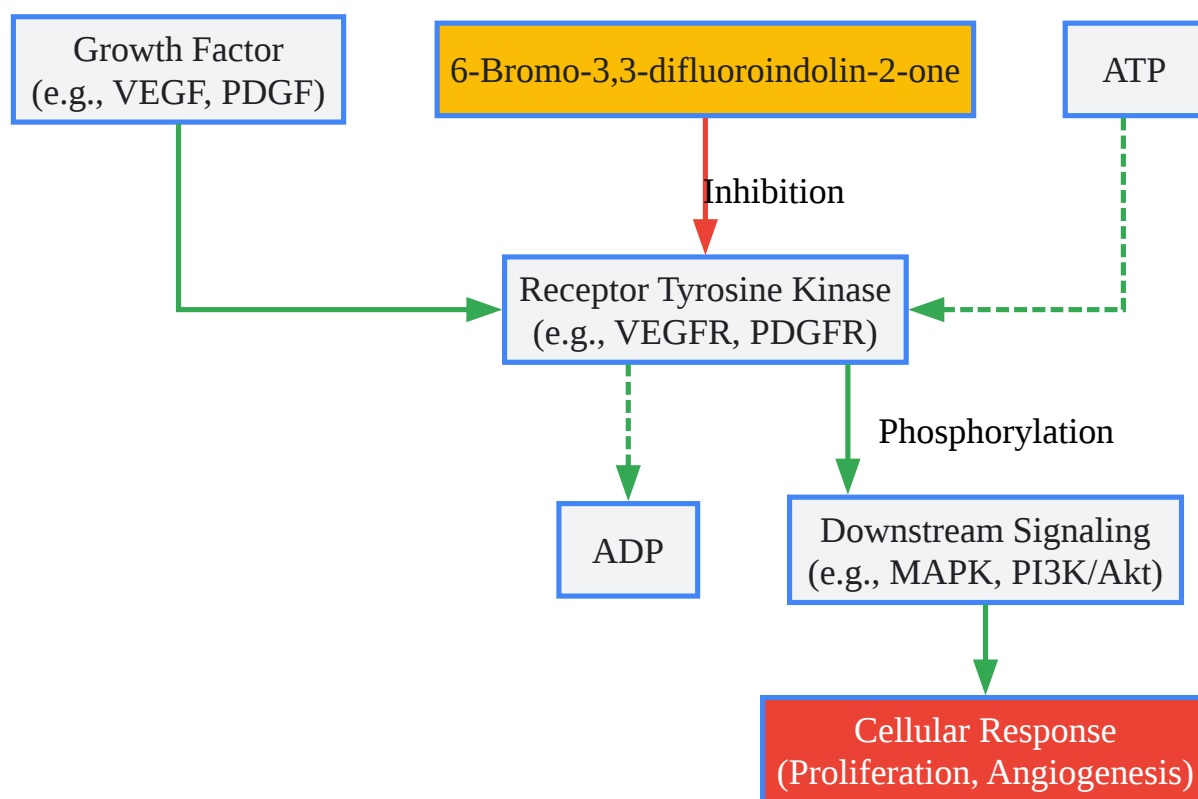 Growth Factor
(e.g., VEGF, PDGF)
6-Bromo-3,3-difluoroindolin-2-one
ATP
Inhibition
Receptor Tyrosine Kinase
(e.g., VEGFR, PDGFR)
Phosphorylation
ADP
Downstream Signaling
(e.g., MAPK, PI3K/Akt)
Cellular Response
(Proliferation, Angiogenesis)